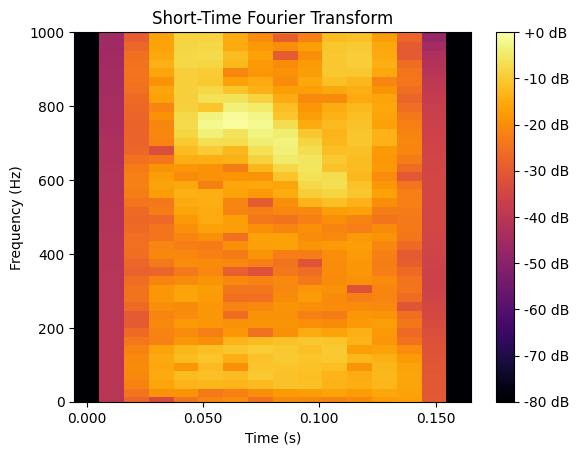 Short-Time Fourier Transform
Frequency (Hz)
1000
800
600
400
200
0
0.000
0.050
0.100
0.150
Time (s)
+0 dB
-10 dB
-20 dB
-30 dB
-40 dB
-50 dB
-60 dB
-70 dB
-80 dB